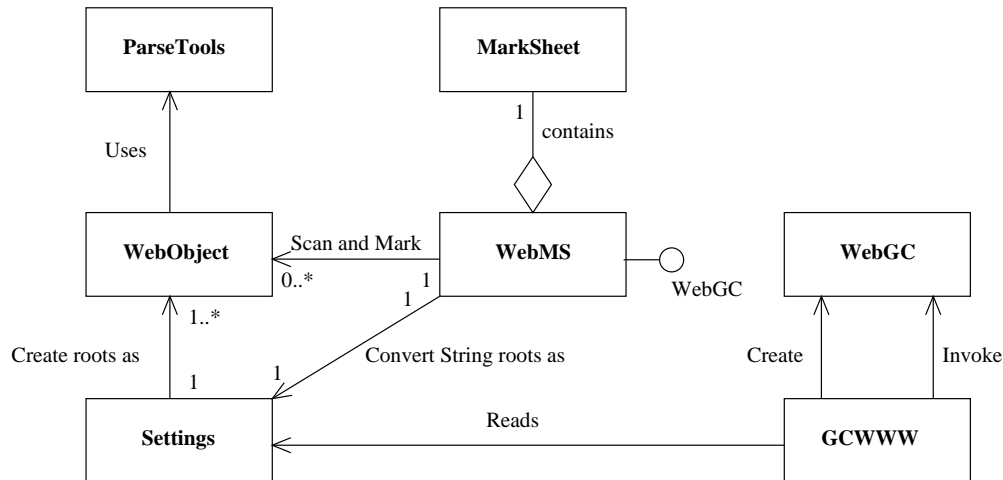 ParseTools
MarkSheet
1
contains
Uses
WebObject
Scan and Mark
WebMS
WebGC
0..*
1
WebGC
1
1..*
Create roots as
Convert String roots as
Create
Invoke
1
1
Settings
Reads
GCWWW